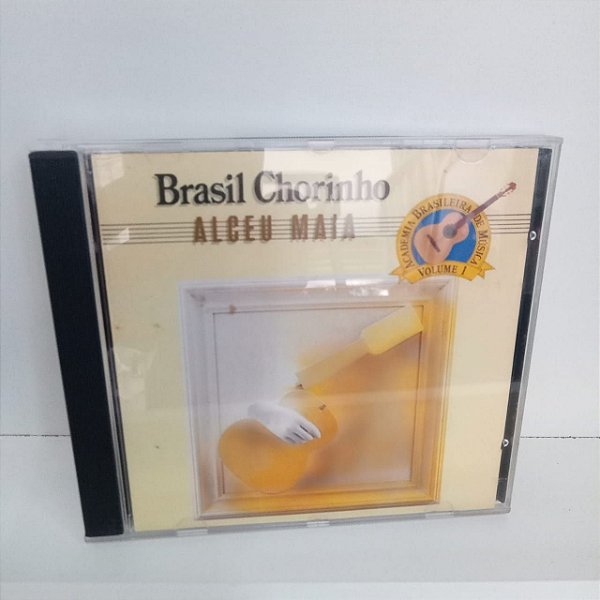 Brasil Chorinho
ALCEU MAIA
ACADEMIA BRASILEIRA DE MÚSICA
VOLUME 1